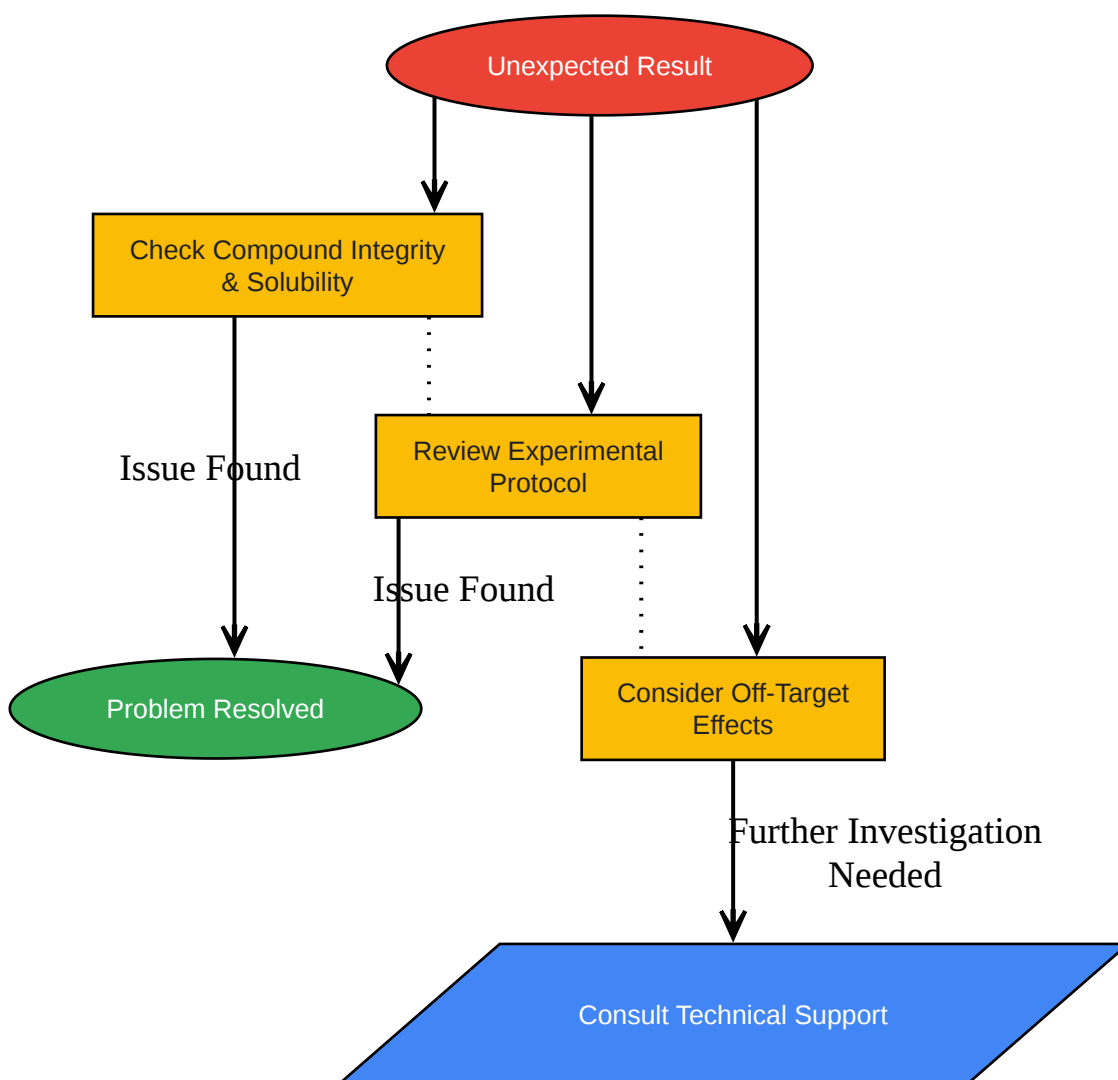 Unexpected Result
Check Compound Integrity
& Solubility
Issue Found
Review Experimental
Protocol
Issue Found
Problem Resolved
Consider Off-Target
Effects
Further Investigation
Needed
Consult Technical Support